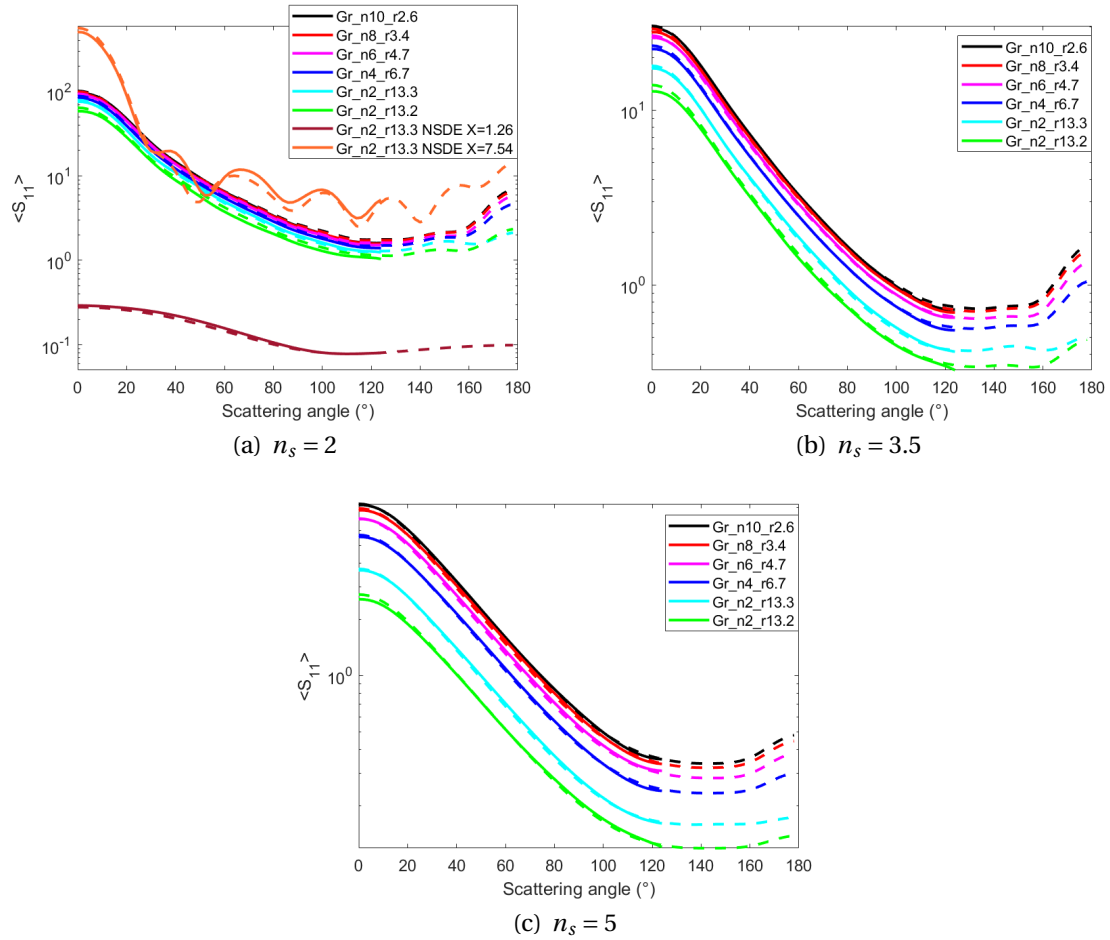 Gr_n10_r2.6
Gr_n8_r3.4
Gr_n6_r4.7
Gr_n4_r6.7
Gr_n2_r13.3
Gr_n2_r13.2
Gr_n2_r13.3 NSDE X=1.26
Gr_n2_r13.3 NSDE X=7.54
<S11>
10^2
10^1
10^0
10^-1
0 20 40 60 80 100 120 140 160 180
Scattering angle (°)
(a) n_s = 2
Gr_n10_r2.6
Gr_n8_r3.4
Gr_n6_r4.7
Gr_n4_r6.7
Gr_n2_r13.3
Gr_n2_r13.2
<S11>
10^1
10^0
0 20 40 60 80 100 120 140 160 180
Scattering angle (°)
(b) n_s = 3.5
Gr_n10_r2.6
Gr_n8_r3.4
Gr_n6_r4.7
Gr_n4_r6.7
Gr_n2_r13.3
Gr_n2_r13.2
<S11>
10^0
0 20 40 60 80 100 120 140 160 180
Scattering angle (°)
(c) n_s = 5